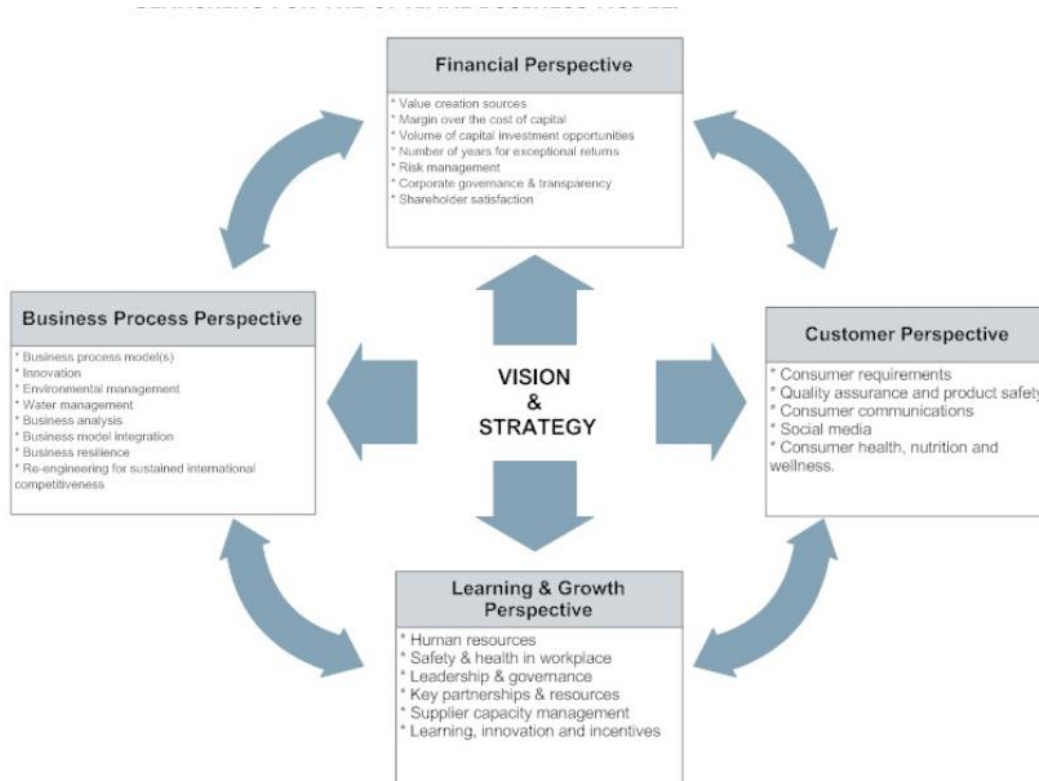 Financial Perspective
* Value creation sources
* Margin over the cost of capital
* Volume of capital investment opportunities
* Number of years for exceptional returns
* Risk management
* Corporate governance & transparency
* Shareholder satisfaction
Business Process Perspective
* Business process model(s)
* Innovation
* Environmental management
* Water management
* Business analysis
* Business model integration
* Business resilience
* Re-engineering for sustained international
competitiveness
VISION
&
STRATEGY
Customer Perspective
* Consumer requirements
* Quality assurance and product safety
* Consumer communications
* Social media
* Consumer health, nutrition and
wellness.
Learning & Growth
Perspective
* Human resources
* Safety & health in workplace
* Leadership & governance
* Key partnerships & resources
* Supplier capacity management
* Learning, innovation and incentives